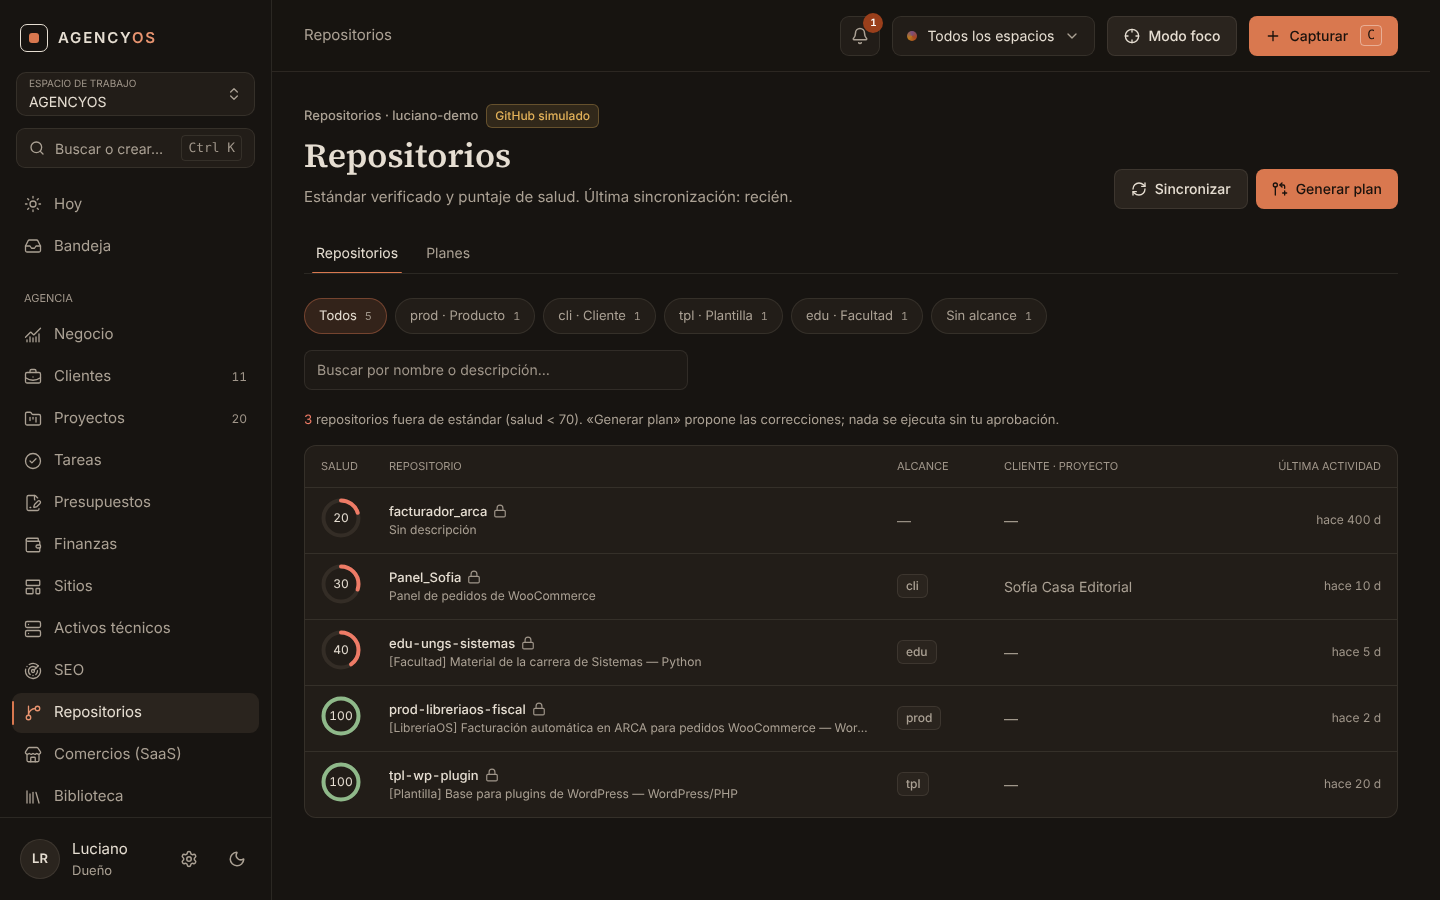 AGENCYOS
ESPACIO DE TRABAJO
AGENCYOS
Buscar o crear... Ctrl K
Hoy
Bandeja
AGENCIA
Negocio
Clientes 11
Proyectos 20
Tareas
Presupuestos
Finanzas
Sitios
Activos técnicos
SEO
Repositorios
Comercios (SaaS)
Biblioteca
LR
Luciano
Dueño
Repositorios
1
Todos los espacios
Modo foco
Capturar C
Repositorios · luciano-demo GitHub simulado
Repositorios
Estándar verificado y puntaje de salud. Última sincronización: recién.
Sincronizar
Generar plan
Repositorios Planes
Todos 5 prod · Producto 1 cli · Cliente 1 tpl · Plantilla 1 edu · Facultad 1 Sin alcance 1
Buscar por nombre o descripción...
3 repositorios fuera de estándar (salud < 70). «Generar plan» propone las correcciones; nada se ejecuta sin tu aprobación.
SALUD REPOSITORIO ALCANCE CLIENTE · PROYECTO ÚLTIMA ACTIVIDAD
20 facturador_arca — — hace 400 d
Sin descripción
30 Panel_Sofia cli Sofía Casa Editorial hace 10 d
Panel de pedidos de WooCommerce
40 edu-ungs-sistemas edu — hace 5 d
[Facultad] Material de la carrera de Sistemas — Python
100 prod-libreriaos-fiscal prod — hace 2 d
[LibreríaOS] Facturación automática en ARCA para pedidos WooCommerce — Wor...
100 tpl-wp-plugin tpl — hace 20 d
[Plantilla] Base para plugins de WordPress — WordPress/PHP